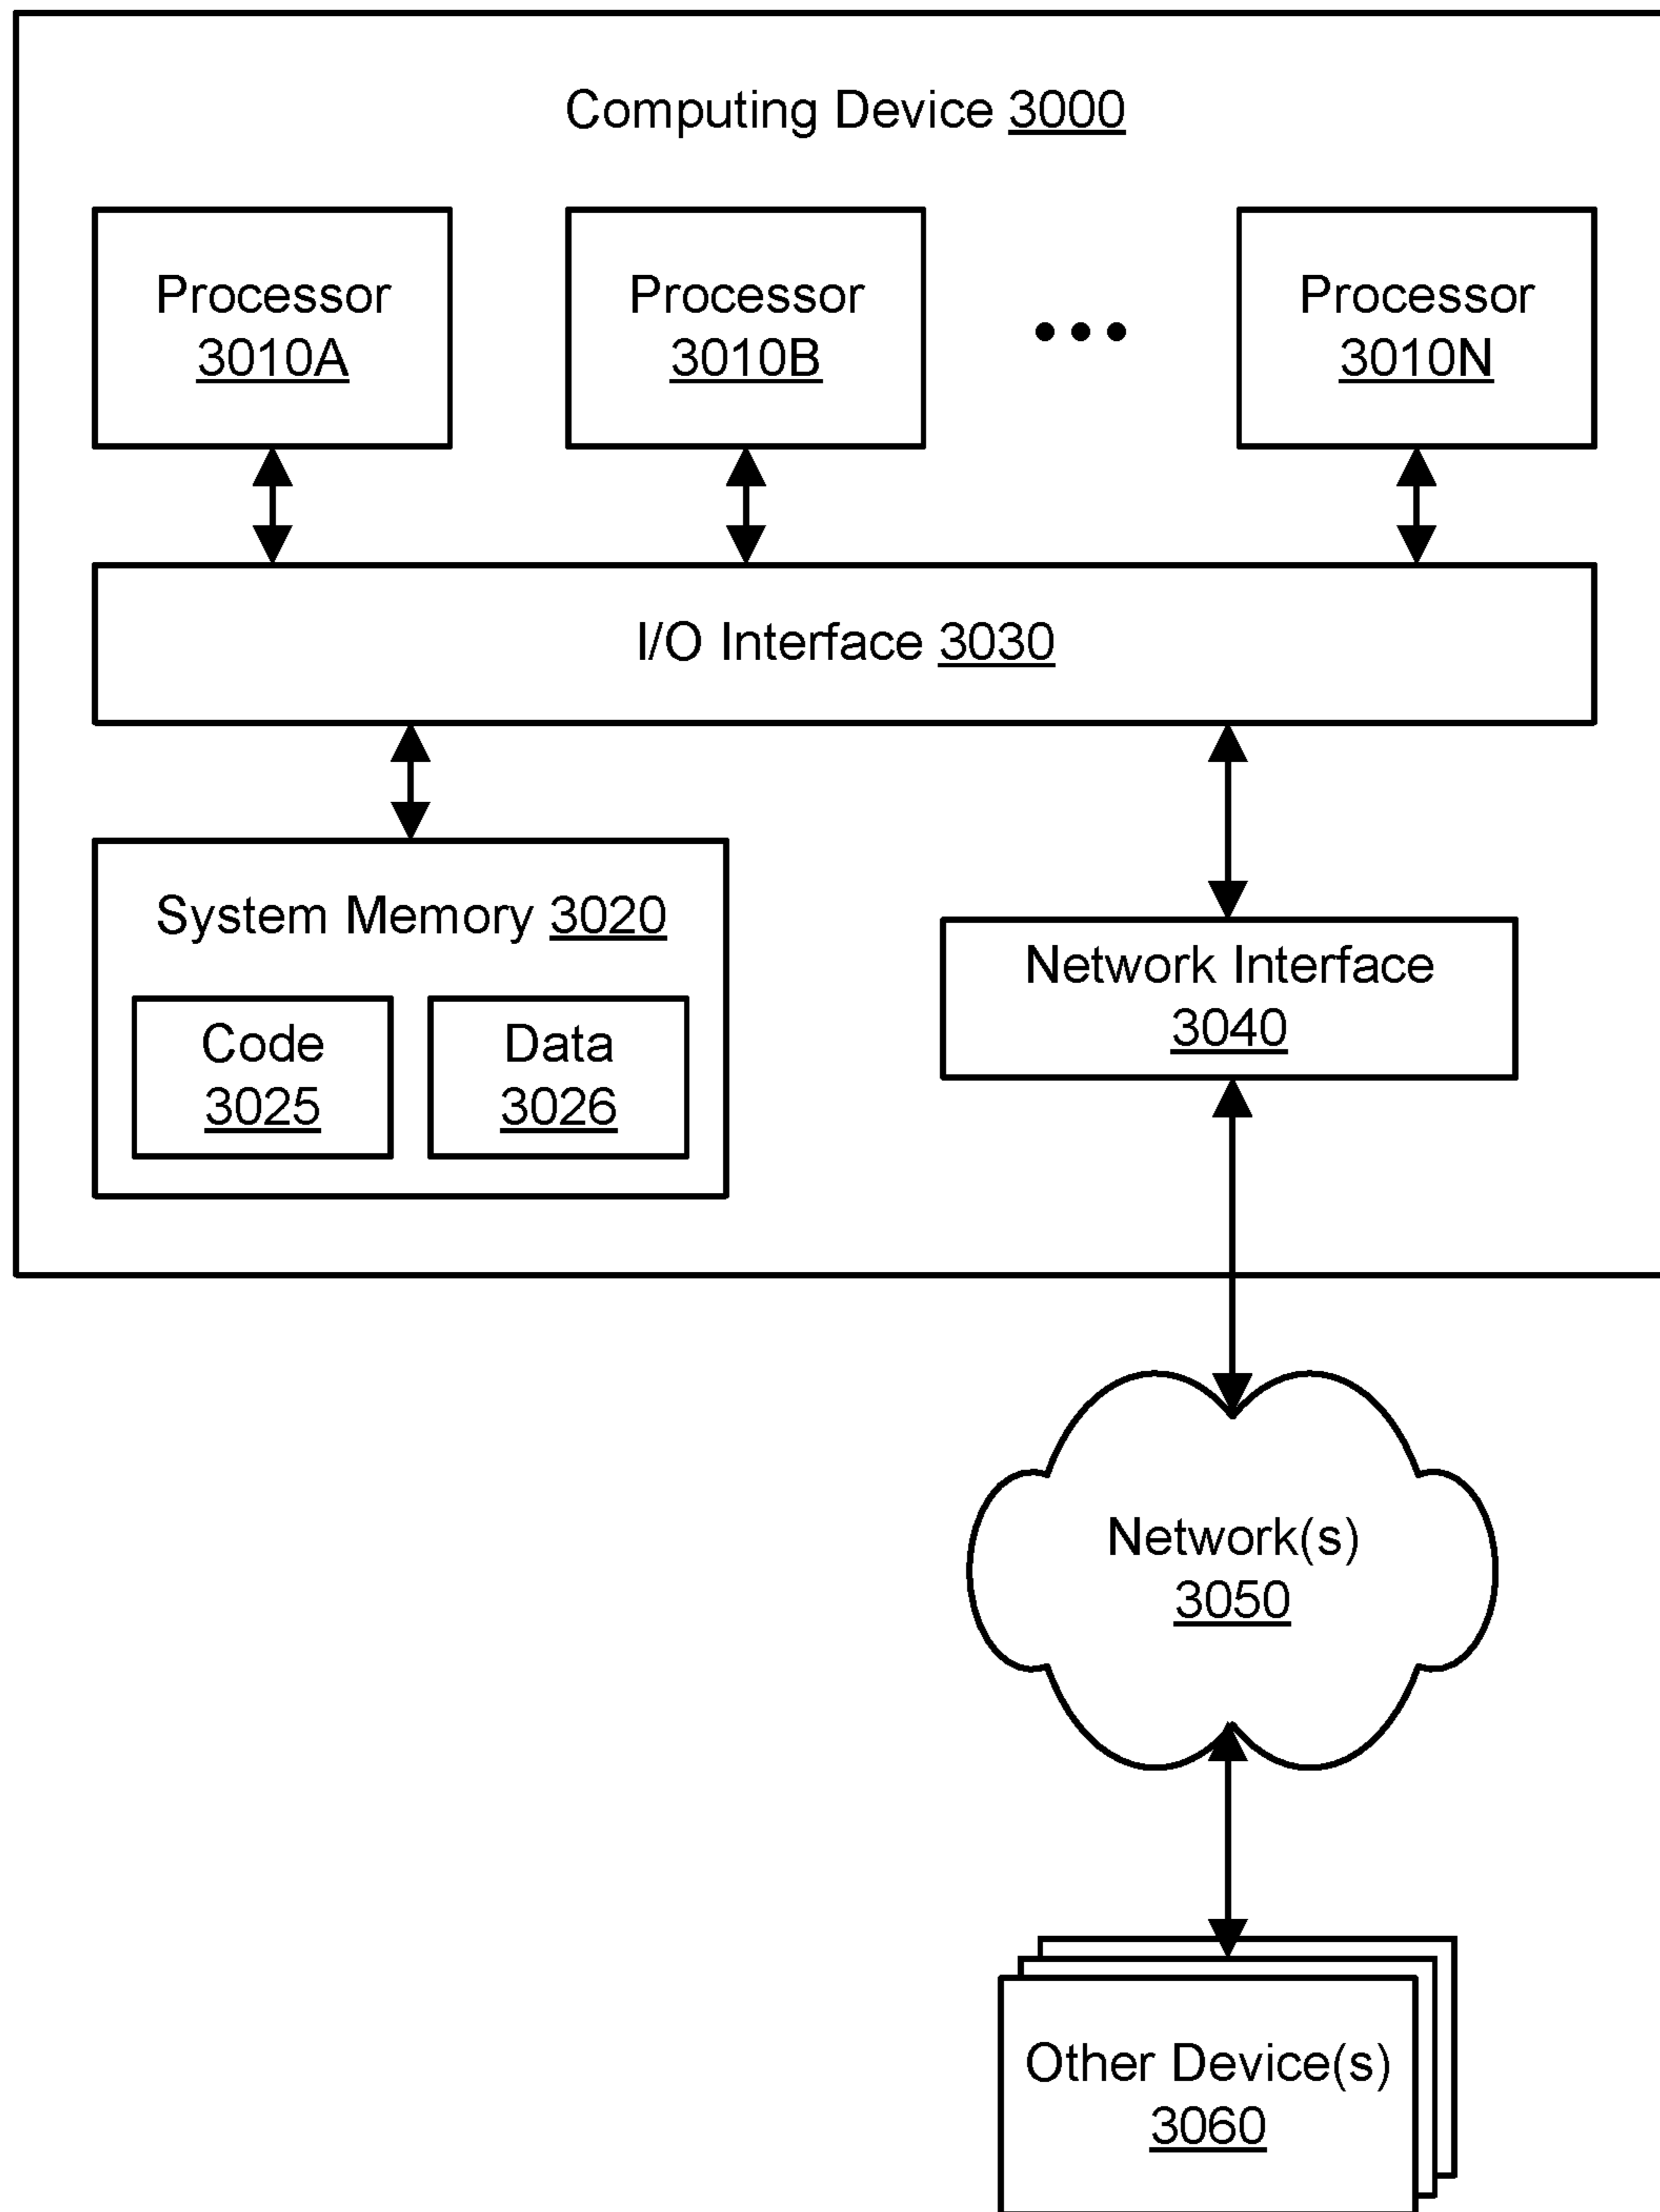 Computing Device 3000
Processor
3010A
Processor
3010B
Processor
3010N
I/O Interface 3030
System Memory 3020
Code
3025
Data
3026
Network Interface
3040
Network(s)
3050
Other Device(s)
3060